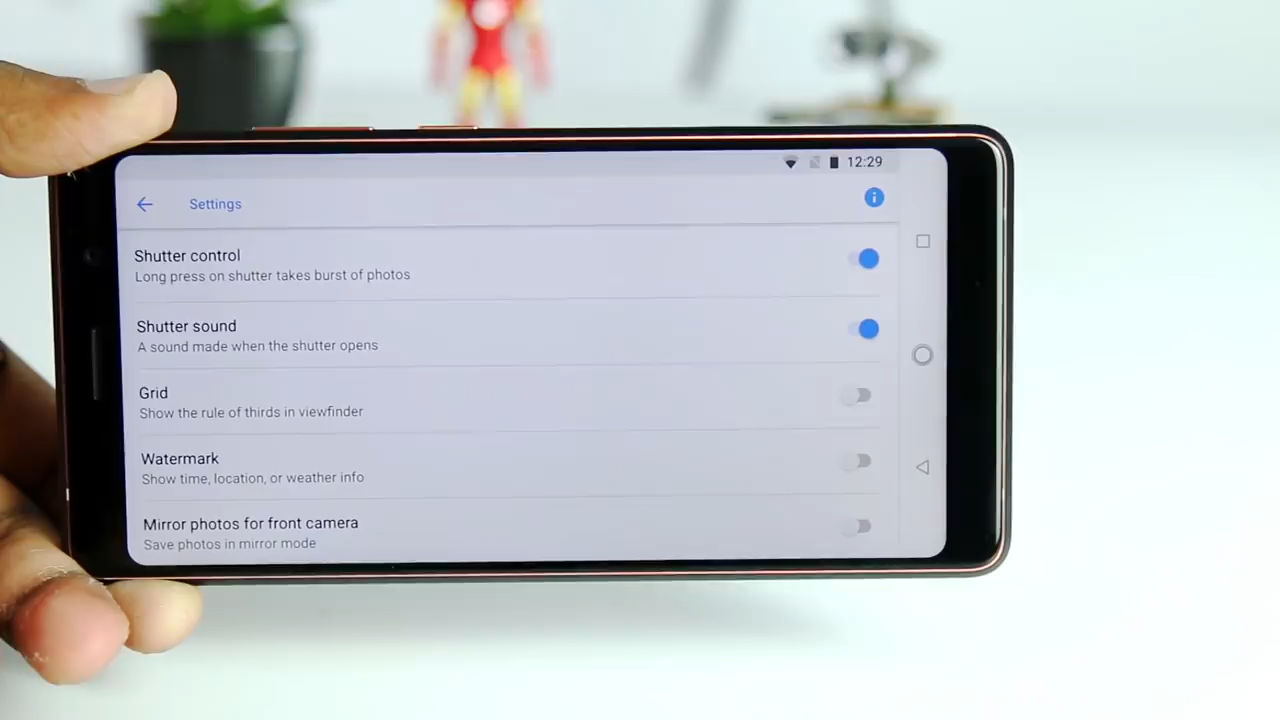 12:29
Settings
Shutter control
Long press on shutter takes burst of photos
Shutter sound
A sound made when the shutter opens
Grid
Show the rule of thirds in viewfinder
Watermark
Show time, location, or weather info
Mirror photos for front camera
Save photos in mirror mode